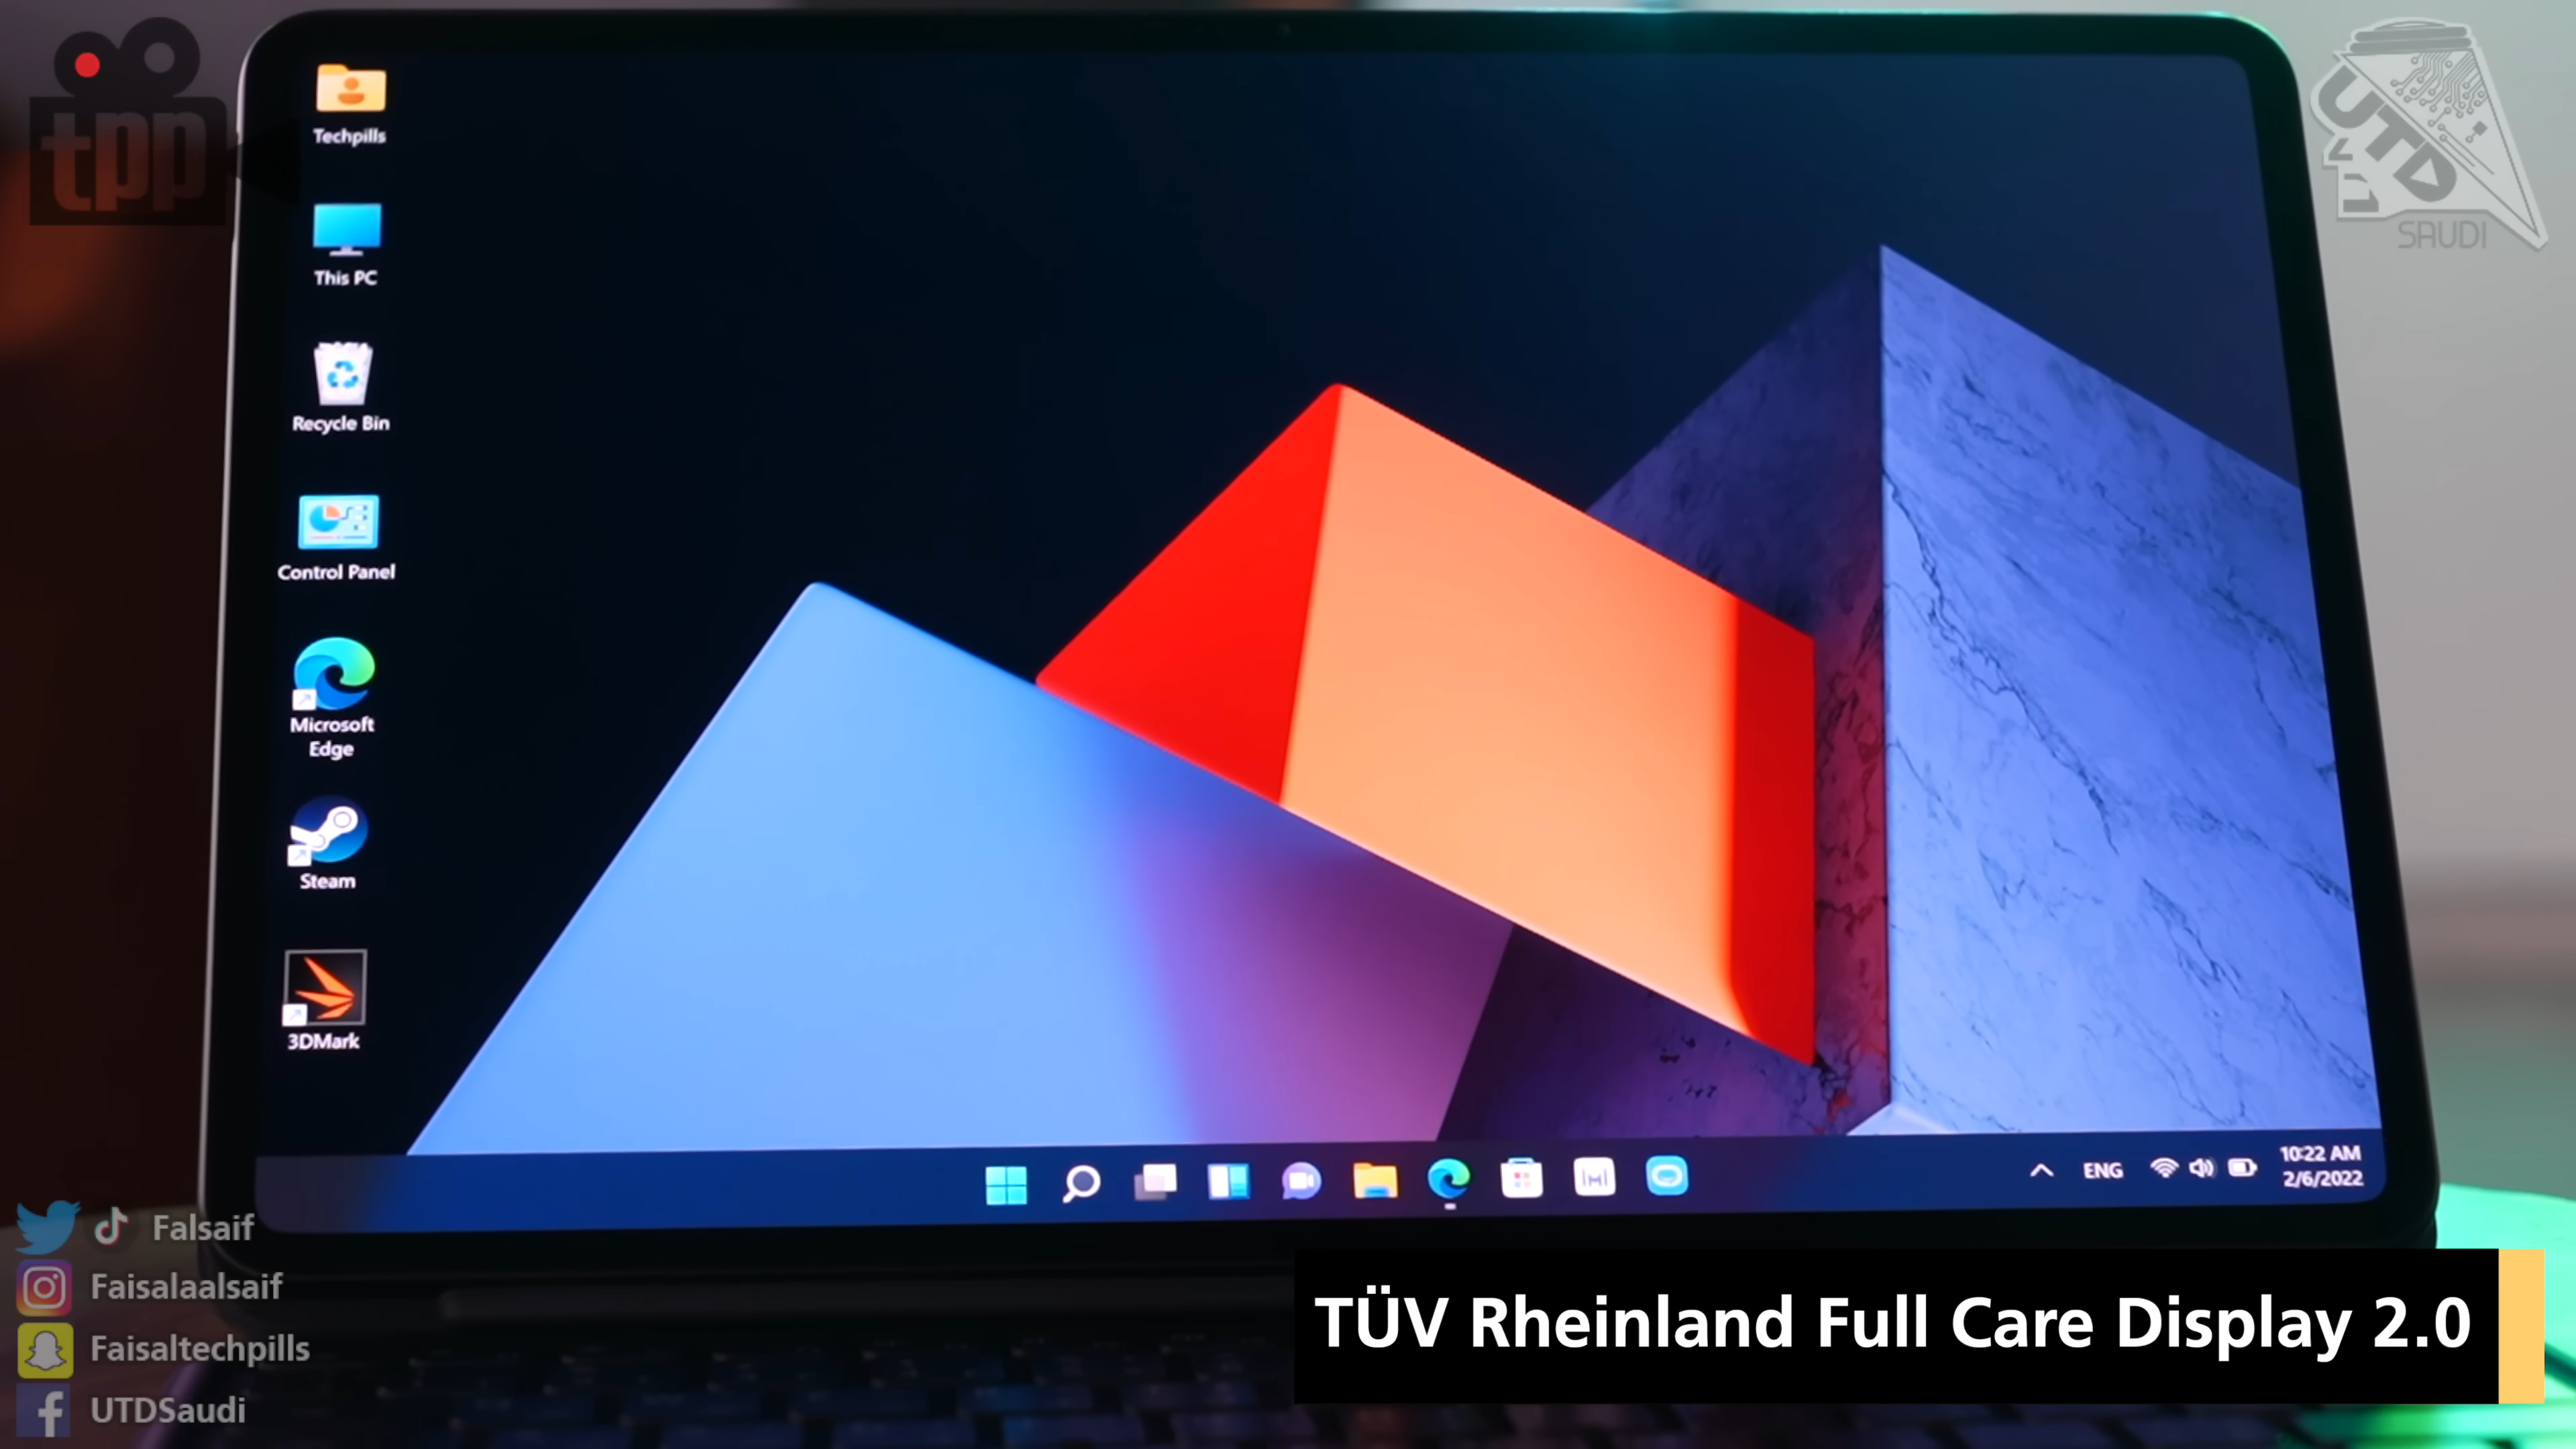 tpp
UTD
SAUDI
Techpills
This PC
Recycle Bin
Control Panel
Microsoft
Edge
Steam
3DMark
ENG
10:22 AM
2/6/2022
Falsaif
Faisalaalsaif
Faisaltechpills
UTDSaudi
TÜV Rheinland Full Care Display 2.0